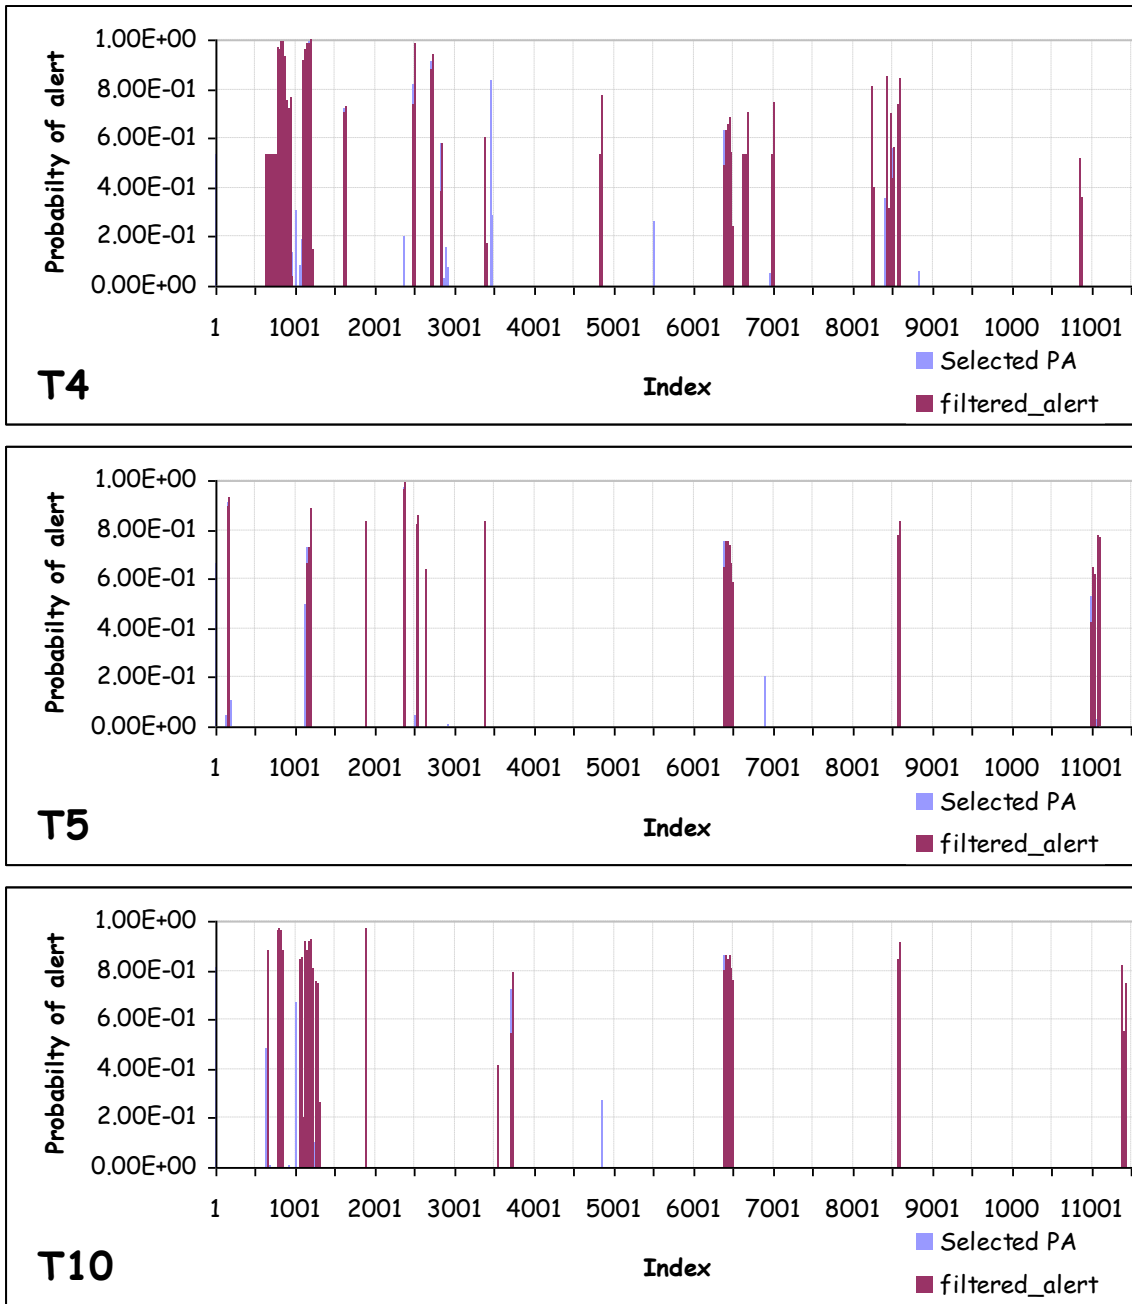 1.00E+00
8.00E-01
6.00E-01
4.00E-01
2.00E-01
0.00E+00
Probabilty of alert
1 1001 2001 3001 4001 5001 6001 7001 8001 9001 1000 11001
Index
T4
Selected PA
filtered_alert
1.00E+00
8.00E-01
6.00E-01
4.00E-01
2.00E-01
0.00E+00
Probabilty of alert
1 1001 2001 3001 4001 5001 6001 7001 8001 9001 1000 11001
Index
T5
Selected PA
filtered_alert
1.00E+00
8.00E-01
6.00E-01
4.00E-01
2.00E-01
0.00E+00
Probabilty of alert
1 1001 2001 3001 4001 5001 6001 7001 8001 9001 1000 11001
Index
T10
Selected PA
filtered_alert